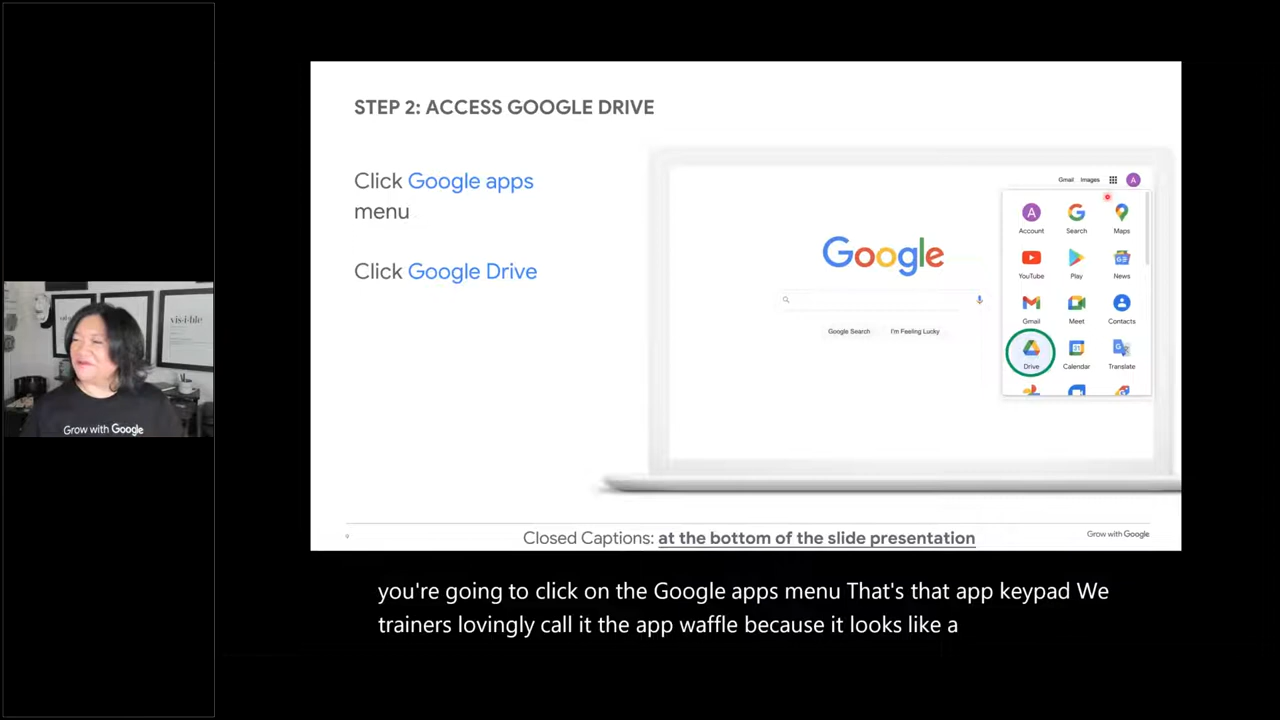 STEP 2: ACCESS GOOGLE DRIVE
Click Google apps
menu
Click Google Drive
Gmail Images A
A
Account Search Maps
YouTube Play News
Gmail Meet Contacts
Drive Calendar Translate
Google
Google Search I'm Feeling Lucky
vis·i·ble
Grow with Google
Closed Captions: at the bottom of the slide presentation
Grow with Google
you're going to click on the Google apps menu That's that app keypad We
trainers lovingly call it the app waffle because it looks like a